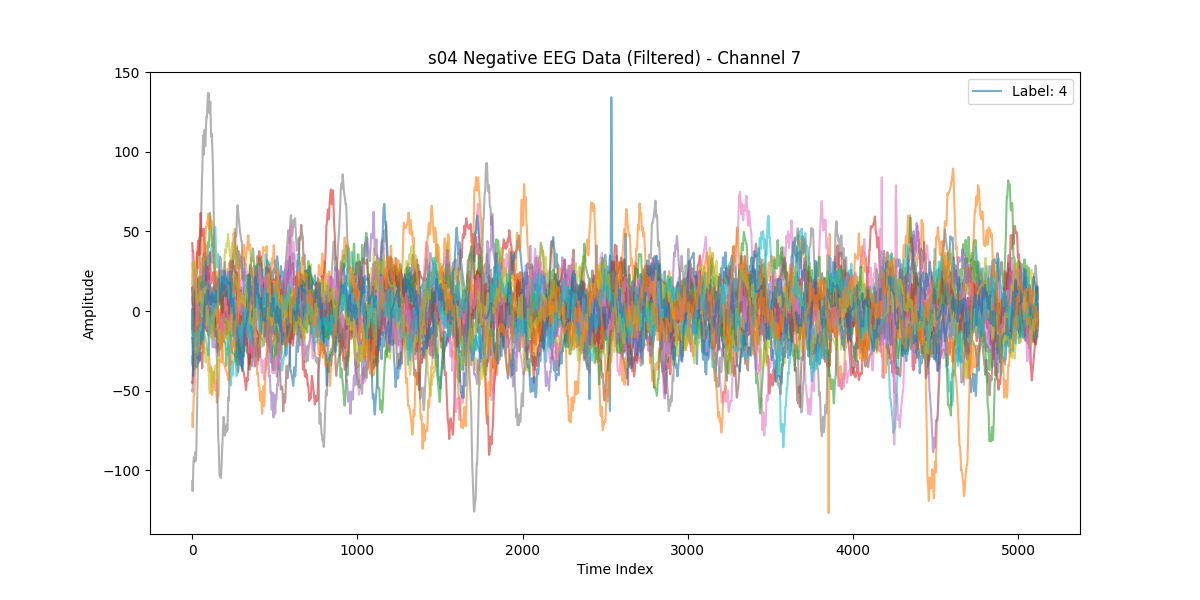 s04 Negative EEG Data (Filtered) - Channel 7
Label: 4
150
100
50
0
−50
−100
Amplitude
0 1000 2000 3000 4000 5000
Time Index